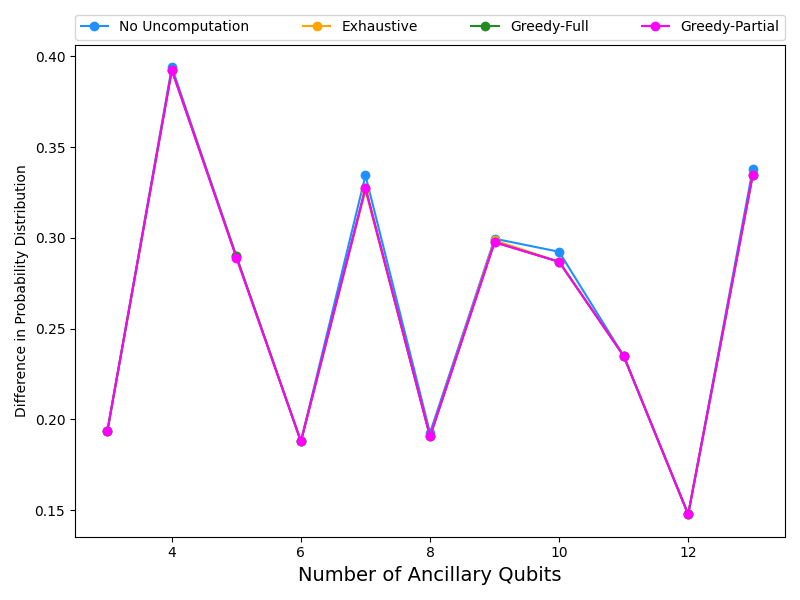 No Uncomputation Exhaustive Greedy-Full Greedy-Partial
0.40
0.35
0.30
0.25
0.20
0.15
Difference in Probability Distribution
4 6 8 10 12
Number of Ancillary Qubits